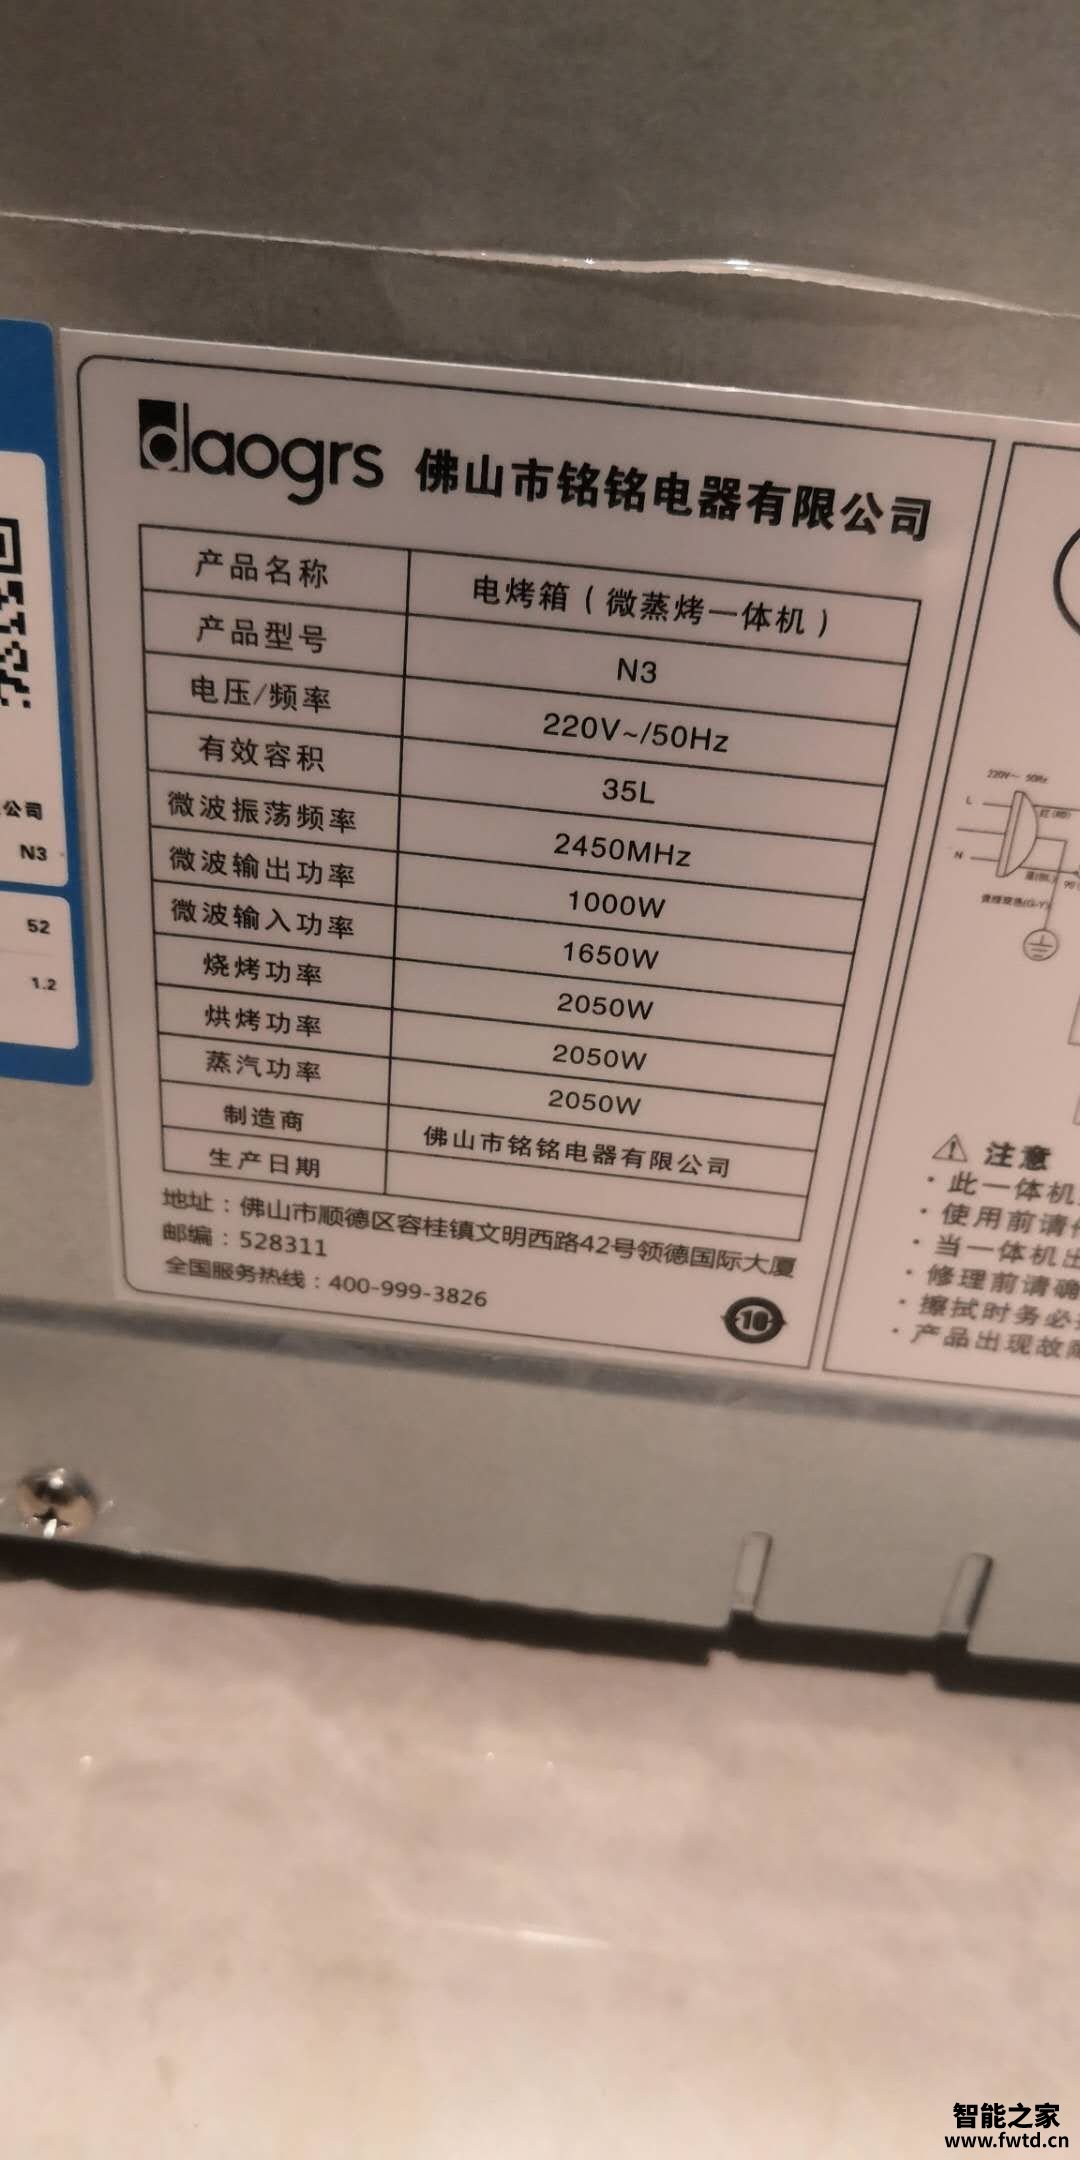 daogrs 佛山市铭铭电器有限公司
产品名称 电烤箱（微蒸烤一体机）
产品型号 N3
电压/频率 220V~/50Hz
有效容积 35L
微波振荡频率 2450MHz
微波输出功率 1000W
微波输入功率 1650W
烧烤功率 2050W
烘烤功率 2050W
蒸汽功率 2050W
制造商 佛山市铭铭电器有限公司
生产日期
地址：佛山市顺德区容桂镇文明西路42号领德国际大厦
邮编：528311
全国服务热线：400-999-3826
10
公司
N3
52
1.2
220V~ 50Hz
L
N
注意
·此一体机
·使用前请
·当一体机出
·修理前请确
·擦拭时务必
·产品出现故障
智能之家
www.fwtd.cn